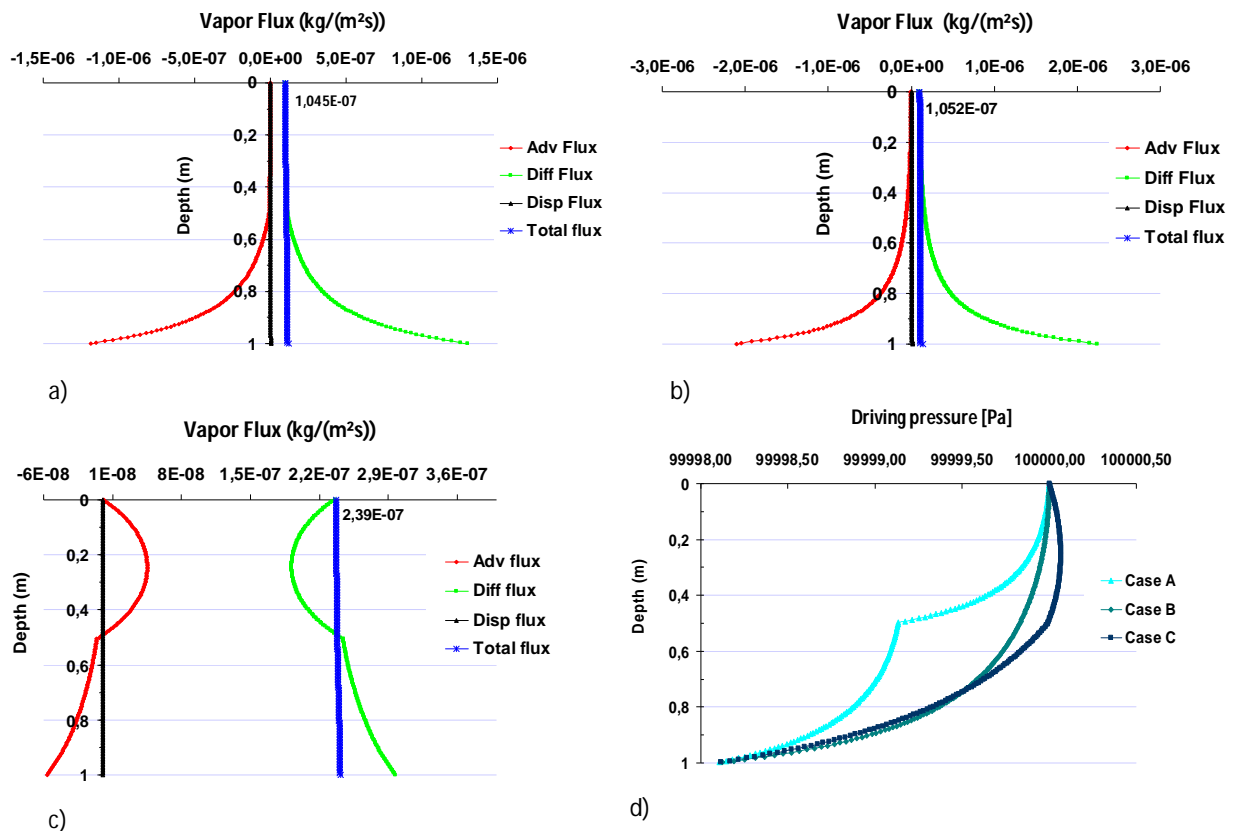 Vapor Flux (kg/(m²s))
-1,5E-06 -1,0E-06 -5,0E-07 0,0E+00 5,0E-07 1,0E-06 1,5E-06
0
0,2
0,4
0,6
0,8
1
Depth (m)
1,045E-07
Adv Flux
Diff Flux
Disp Flux
Total flux
a)
Vapor Flux (kg/(m²s))
-3,0E-06 -2,0E-06 -1,0E-06 0,0E+00 1,0E-06 2,0E-06 3,0E-06
0
0,2
0,4
0,6
0,8
1
Depth (m)
1,052E-07
Adv Flux
Diff Flux
Disp Flux
Total flux
b)
Vapor Flux (kg/(m²s))
-6E-08 1E-08 8E-08 1,5E-07 2,2E-07 2,9E-07 3,6E-07
0
0,2
0,4
0,6
0,8
1
Depth (m)
2,39E-07
Adv flux
Diff flux
Disp flux
Total flux
c)
Driving pressure [Pa]
99998,00 99998,50 99999,00 99999,50 100000,00 100000,50
0
0,2
0,4
0,6
0,8
1
Depth (m)
Case A
Case B
Case C
d)